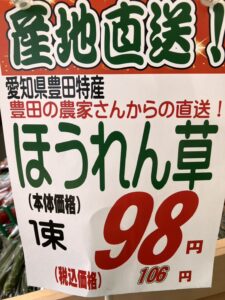 産地直送!
愛知県豊田特産
豊田の農家さんからの直送!
ほうれん草
(本体価格)
1束 98円
(税込価格) 106円